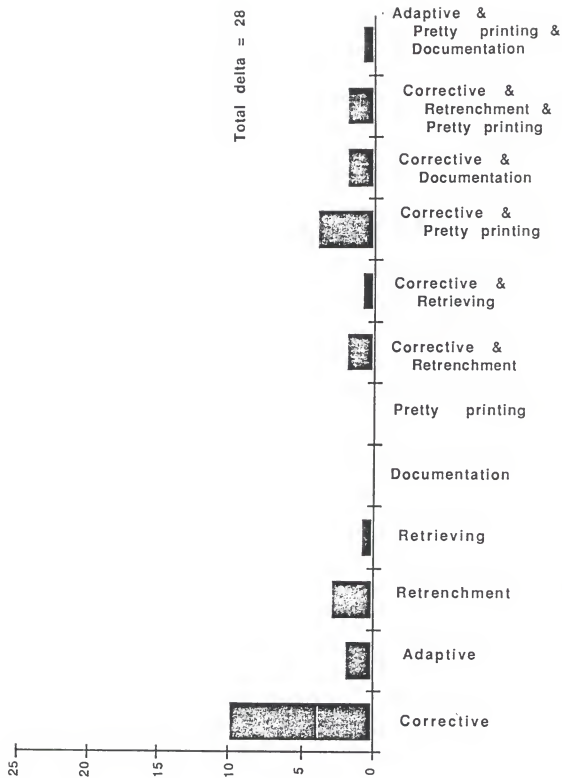 Total delta = 28
Adaptive &
Pretty printing &
Documentation
Corrective &
Retrenchment &
Pretty printing
Corrective &
Documentation
Corrective &
Pretty printing
Corrective &
Retrieving
Corrective &
Retrenchment
Pretty printing
Documentation
Retrieving
Retrenchment
Adaptive
Corrective
25
20
15
10
5
0